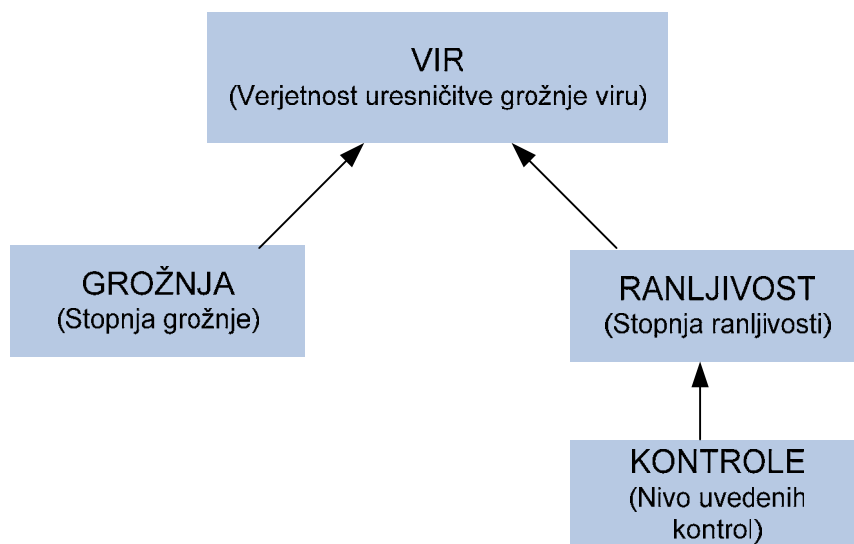 VIR
(Verjetnost uresničitve grožnje viru)
GROŽNJA
(Stopnja grožnje)
RANLJIVOST
(Stopnja ranljivosti)
KONTROLE
(Nivo uvedenih
kontrol)